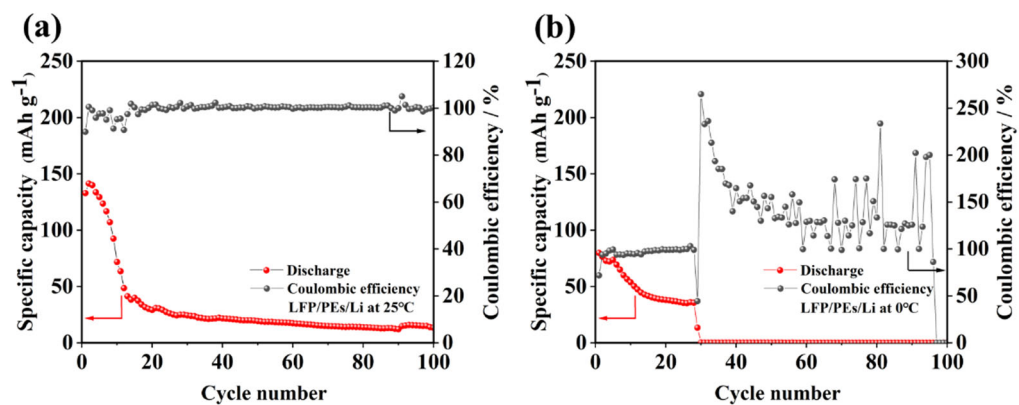 (a)
Specific capacity (mAh g⁻¹)
250
200
150
100
50
0
0 20 40 60 80 100
Cycle number
120
100
80
60
40
20
0
Coulombic efficiency / %
Discharge
Coulombic efficiency
LFP/PEs/Li at 25°C
(b)
Specific capacity (mAh g⁻¹)
250
200
150
100
50
0
0 20 40 60 80 100
Cycle number
300
250
200
150
100
50
0
Coulombic efficiency / %
Discharge
Coulombic efficiency
LFP/PEs/Li at 0°C